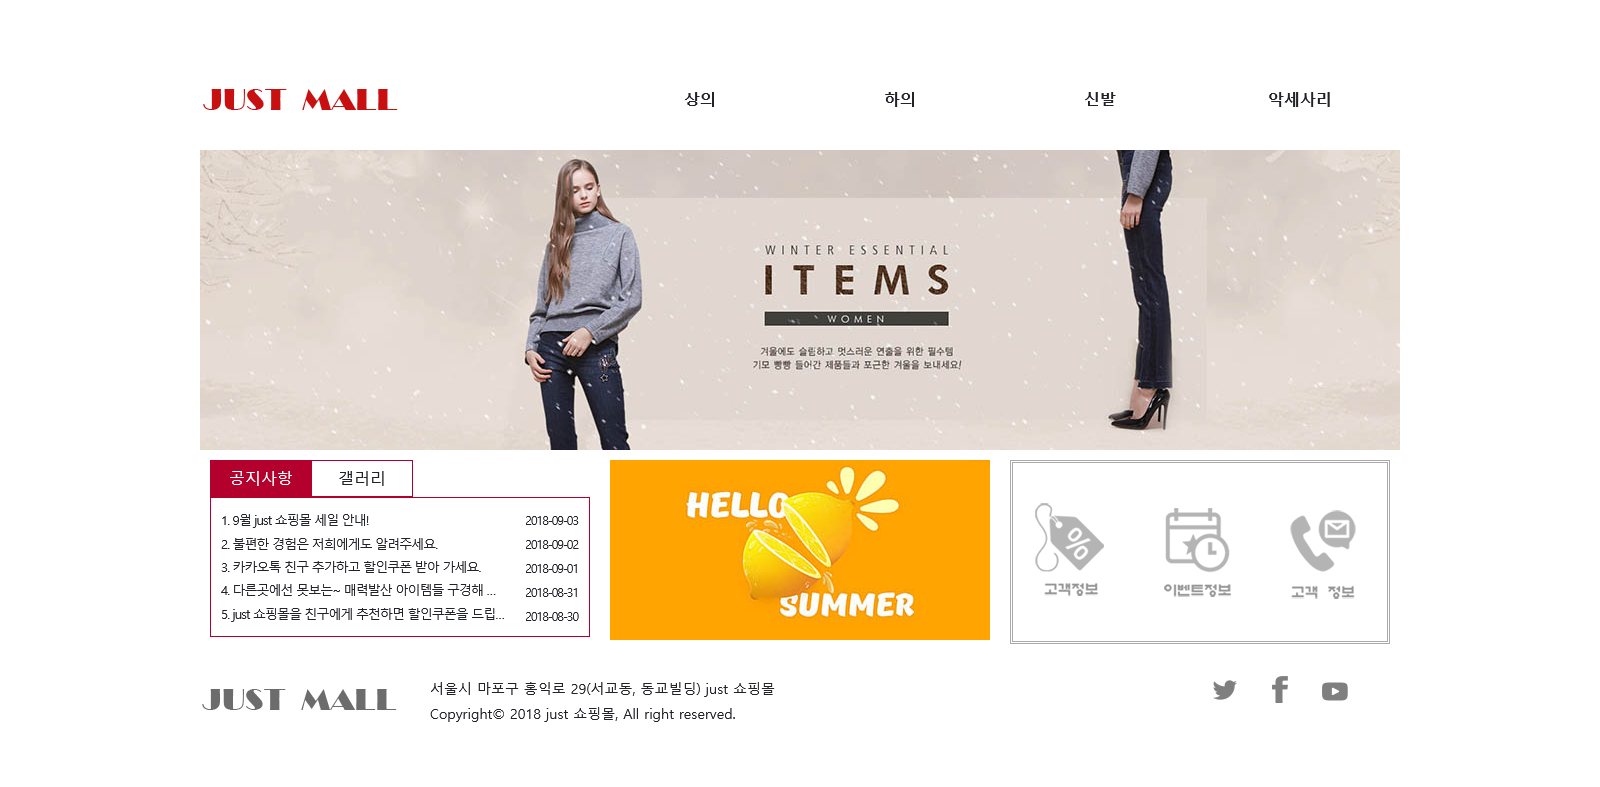 JUST MALL
상의
하의
신발
악세사리
WINTER ESSENTIAL
ITEMS
WOMEN
겨울에도 슬림하고 멋스러운 연출을 위한 필수템
기모 빵빵 들어간 제품들과 포근한 겨울을 보내세요!
공지사항
갤러리
1. 9월 just 쇼핑몰 세일 안내! 2018-09-03
2. 불편한 경험은 저희에게도 알려주세요. 2018-09-02
3. 카카오톡 친구 추가하고 할인쿠폰 받아 가세요. 2018-09-01
4. 다른곳에선 못보는~ 매력발산 아이템들 구경해 ... 2018-08-31
5. just 쇼핑몰을 친구에게 추천하면 할인쿠폰을 드립... 2018-08-30
HELLO
SUMMER
%
고객정보
이벤트정보
고객 정보
JUST MALL
서울시 마포구 홍익로 29(서교동, 동교빌딩) just 쇼핑몰
Copyright© 2018 just 쇼핑몰, All right reserved.